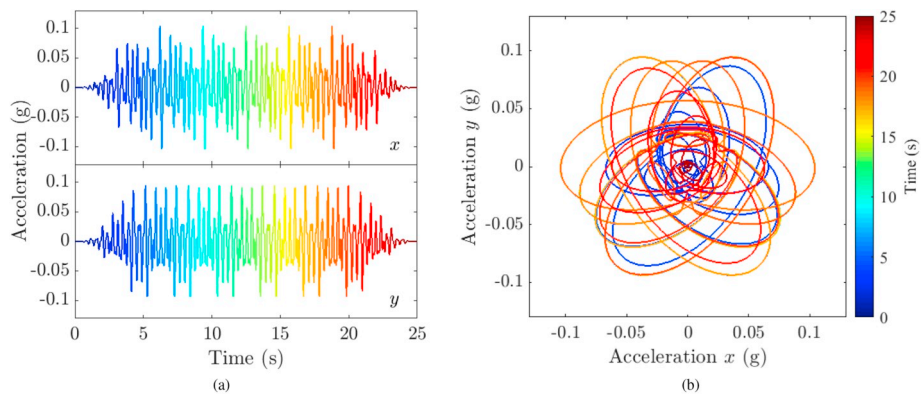 0.1
0.05
0
-0.05
-0.1
x
0.1
0.05
0
-0.05
-0.1
y
Acceleration (g)
0 5 10 15 20 25
Time (s)
(a)
0.1
0.05
0
-0.05
-0.1
Acceleration y (g)
-0.1 -0.05 0 0.05 0.1
Acceleration x (g)
(b)
25
20
15
10
5
0
Time (s)